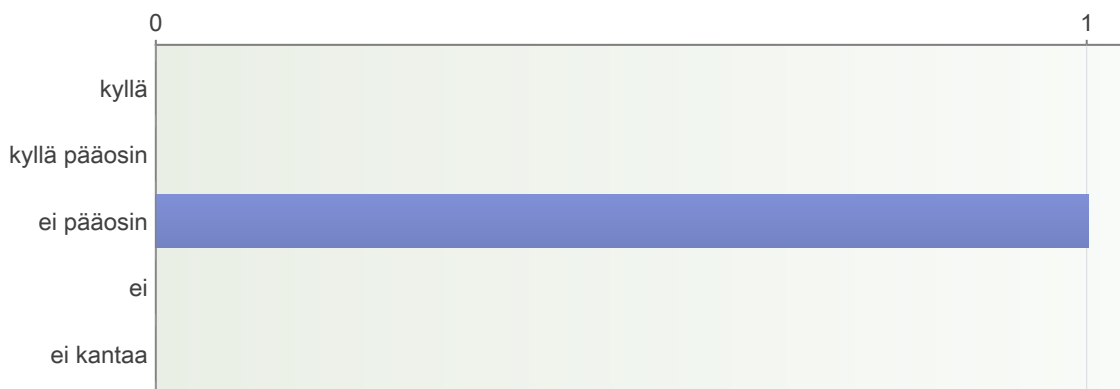 0 1
kyllä
kyllä pääosin
ei pääosin
ei
ei kantaa